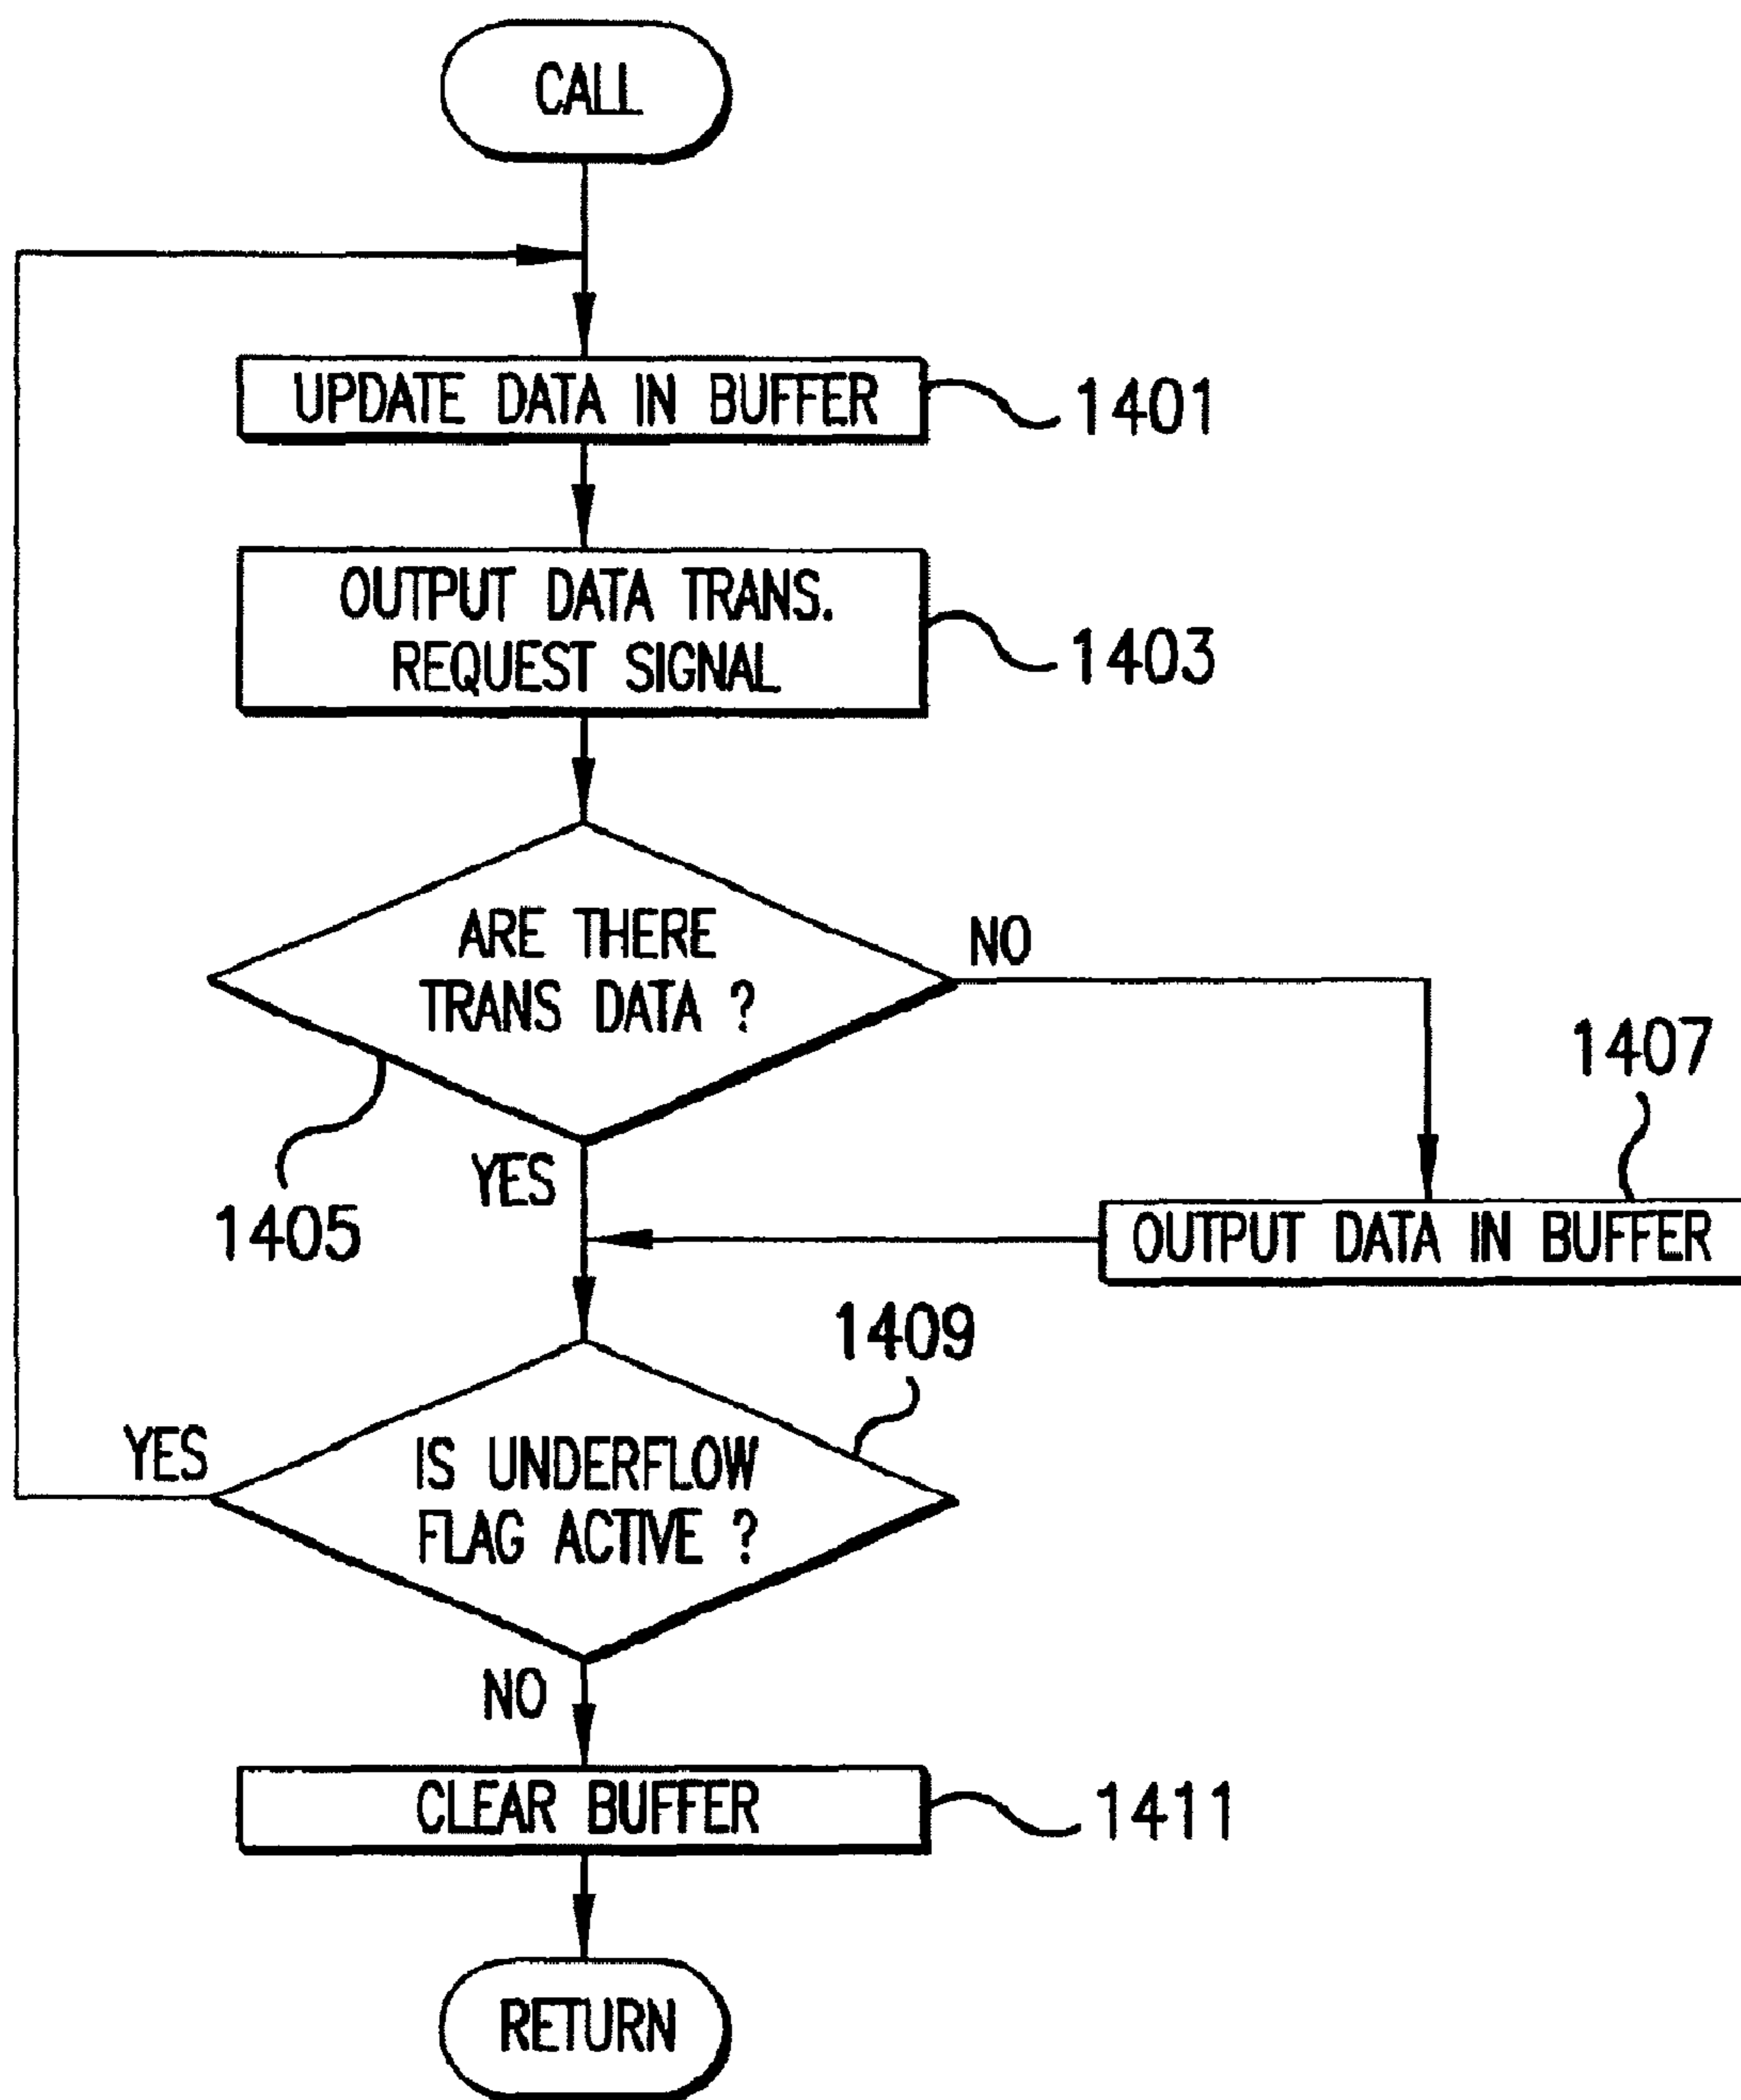 CALL
UPDATE DATA IN BUFFER
1401
OUTPUT DATA TRANS.
REQUEST SIGNAL
1403
ARE THERE
TRANS DATA ?
NO
1405
YES
1407
OUTPUT DATA IN BUFFER
1409
YES
IS UNDERFLOW
FLAG ACTIVE ?
NO
CLEAR BUFFER
1411
RETURN